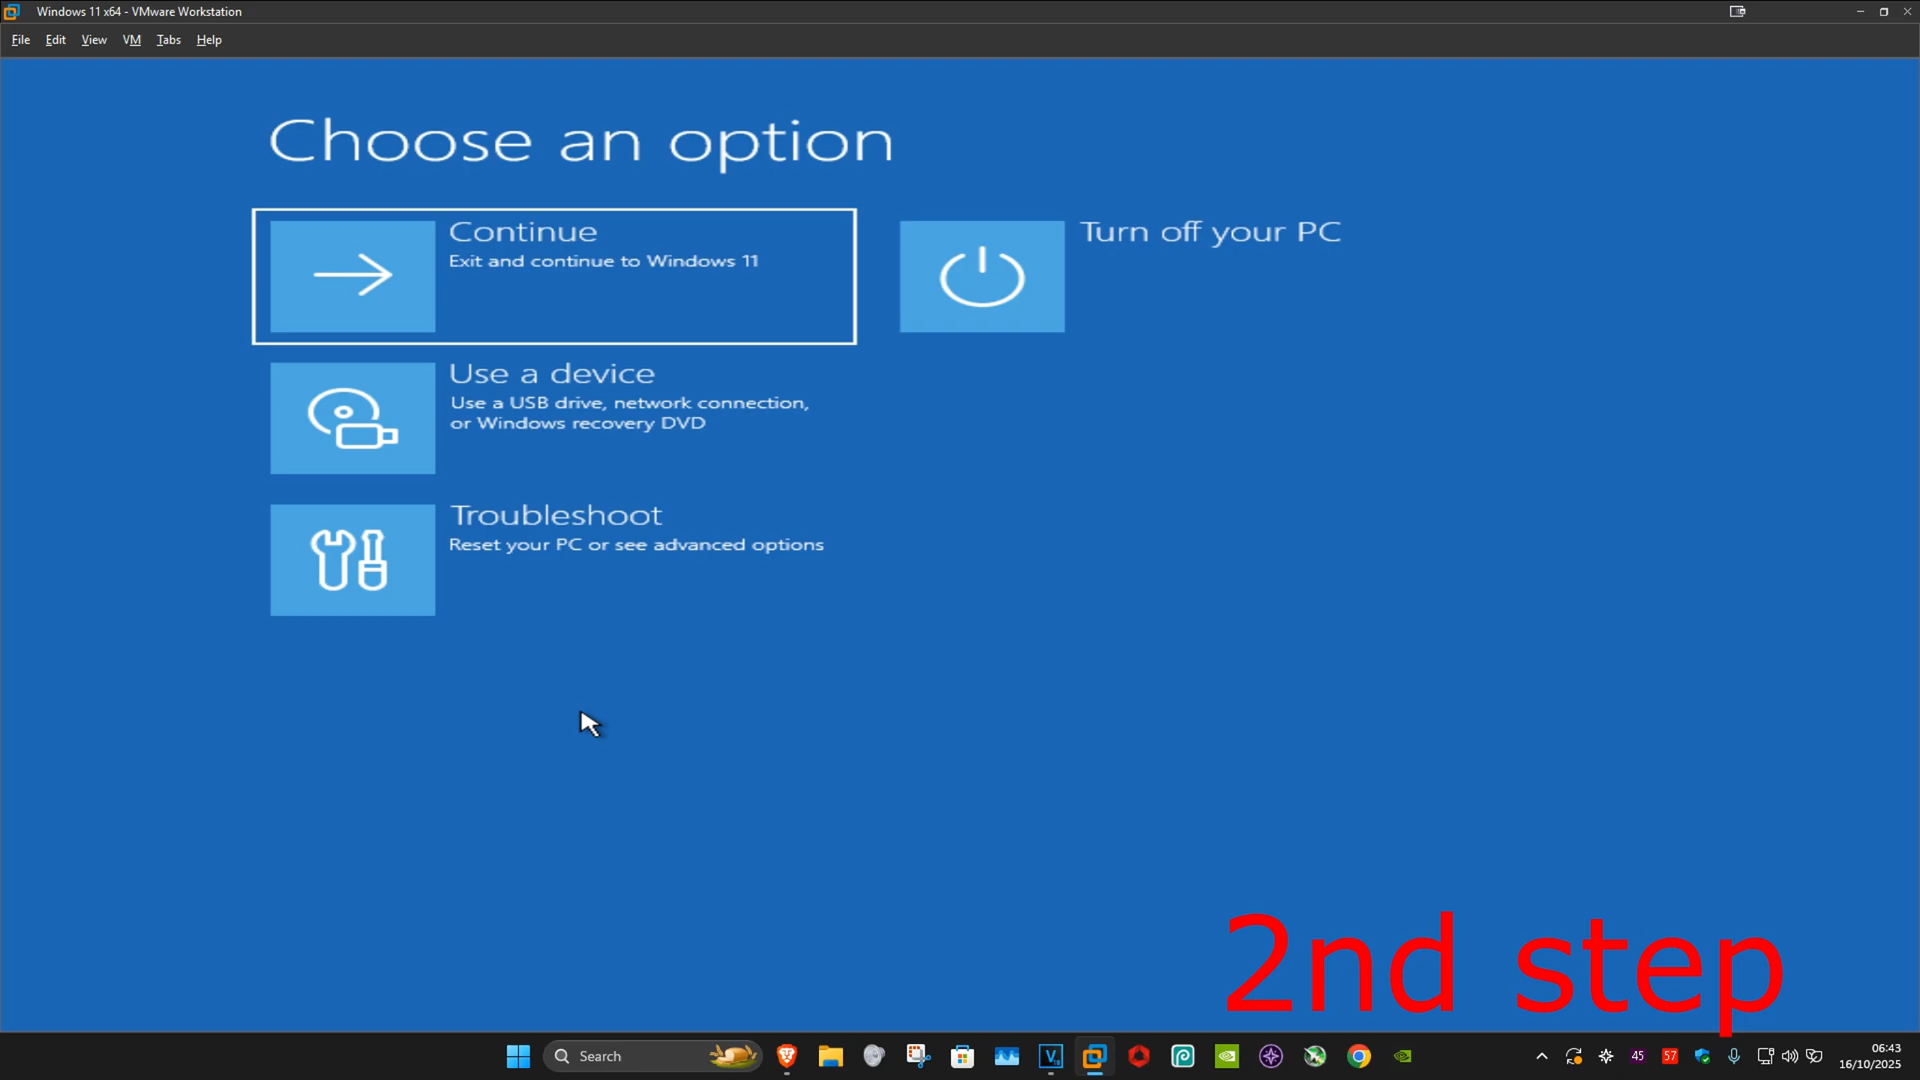 Windows 11 x64 - VMware Workstation
File Edit View VM Tabs Help
Choose an option
Continue
Exit and continue to Windows 11
Turn off your PC
Use a device
Use a USB drive, network connection,
or Windows recovery DVD
Troubleshoot
Reset your PC or see advanced options
2nd step
Search
45
57
06:43
16/10/2025